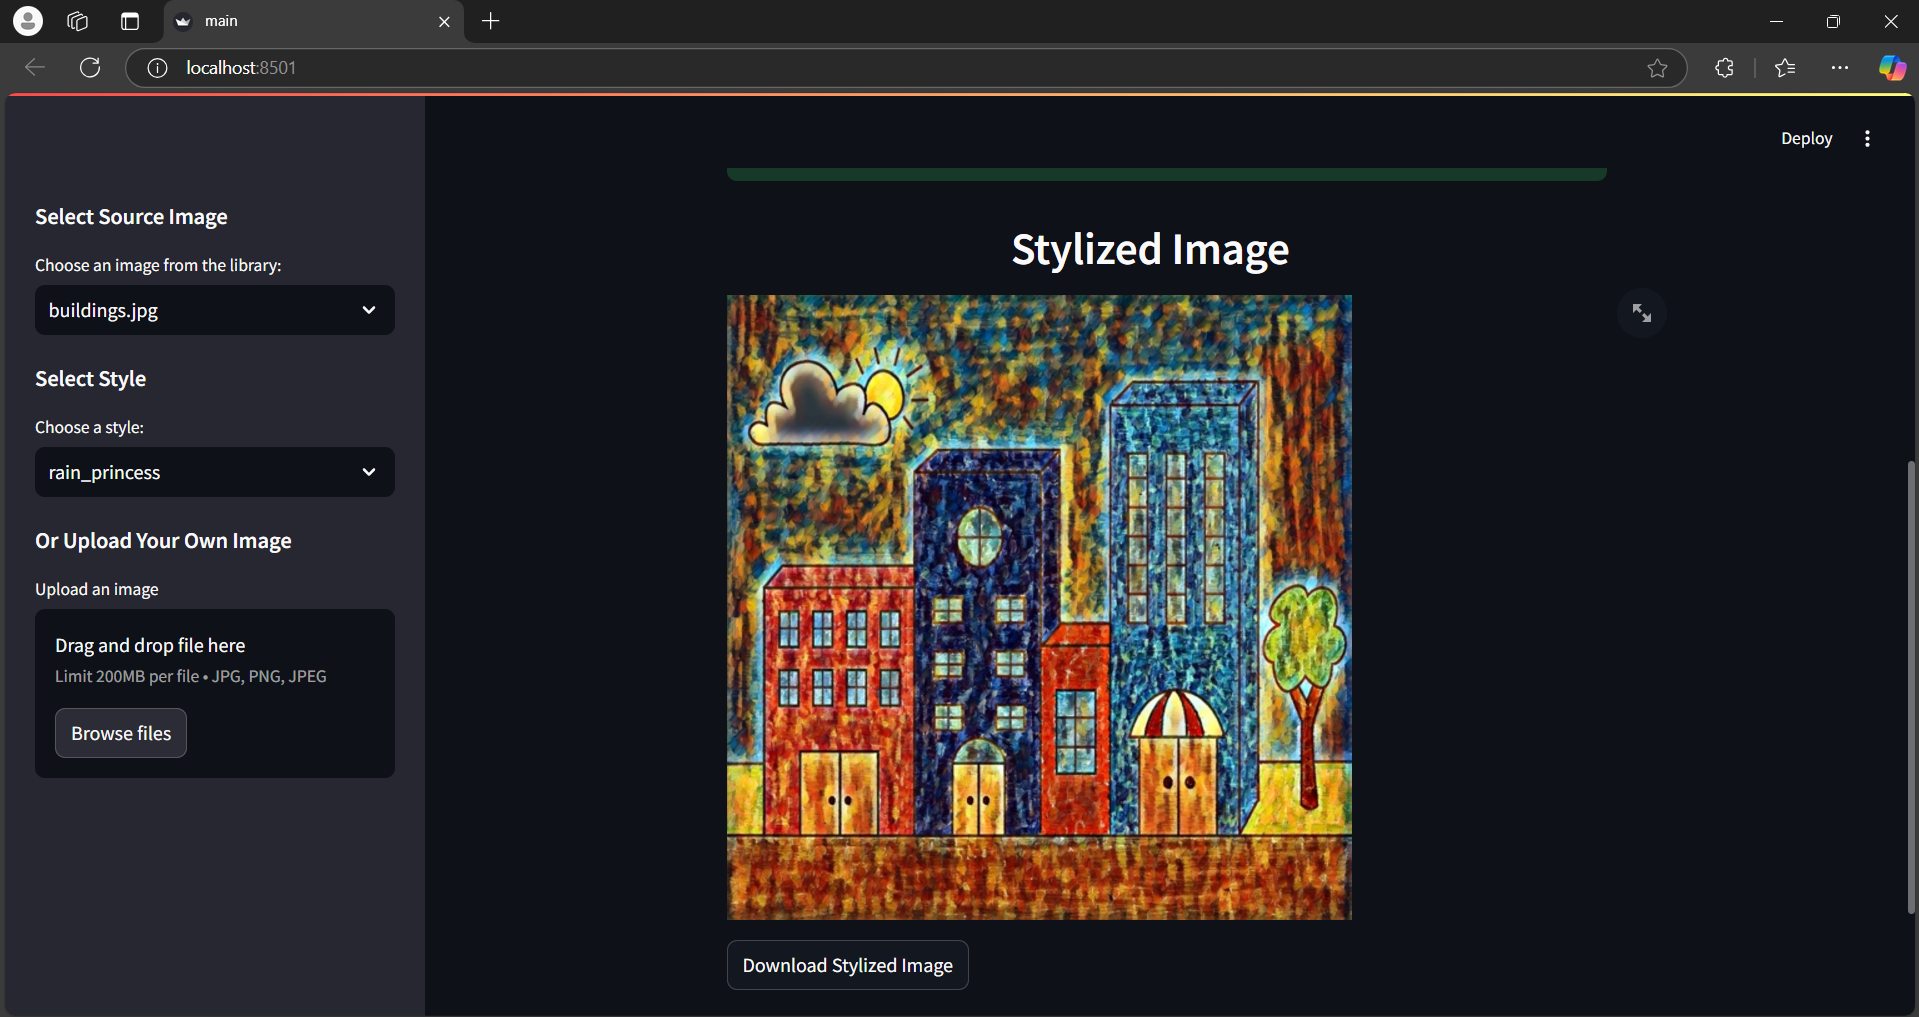 main
localhost:8501
Deploy
Select Source Image
Choose an image from the library:
buildings.jpg
Select Style
Choose a style:
rain_princess
Or Upload Your Own Image
Upload an image
Drag and drop file here
Limit 200MB per file • JPG, PNG, JPEG
Browse files
Stylized Image
Download Stylized Image